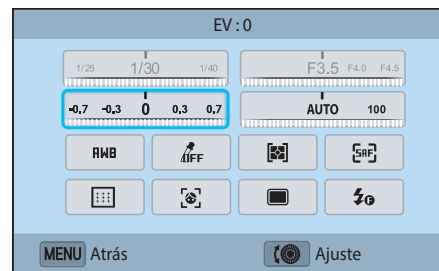 EV : 0
1/25 1/30 1/40
F3.5 F4.0 F4.5
-0.7 -0.3 0 0.3 0.7
AUTO 100
AWB
OFF
SAF
MENU Atrás
Ajuste